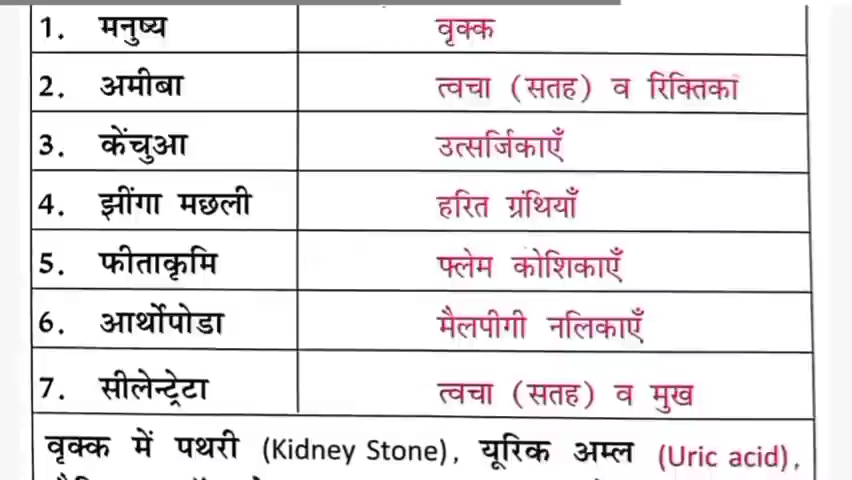 1. मनुष्य वृक्क
2. अमीबा त्वचा (सतह) व रिक्तिका
3. केंचुआ उत्सर्जिकाएँ
4. झींगा मछली हरित ग्रंथियाँ
5. फीताकृमि फ्लेम कोशिकाएँ
6. आर्थोपोडा मैलपीगी नलिकाएँ
7. सीलेन्ट्रेटा त्वचा (सतह) व मुख
वृक्क में पथरी (Kidney Stone), यूरिक अम्ल (Uric acid),